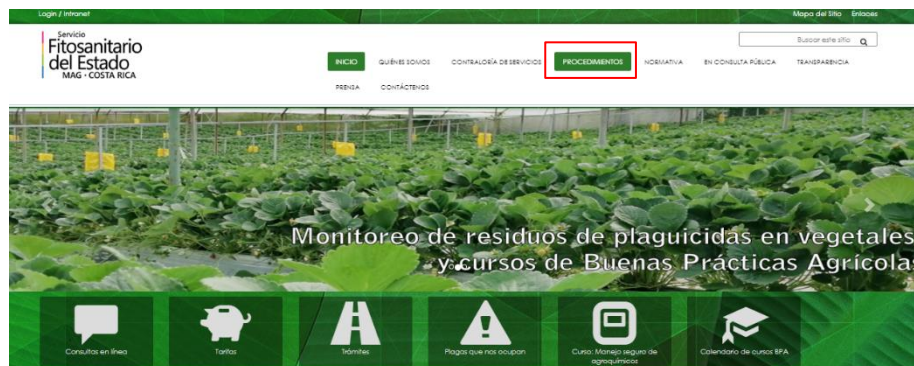 Login / Intranet
Mapa del Sitio Enlaces
Servicio
Fitosanitario
del Estado
MAG · COSTA RICA
Buscar este sitio
INICIO QUIÉNES SOMOS CONTRALORÍA DE SERVICIOS PROCEDIMIENTOS NORMATIVA EN CONSULTA PÚBLICA TRANSPARENCIA
PRENSA CONTÁCTENOS
Monitoreo de residuos de plaguicidas en vegetales
y cursos de Buenas Prácticas Agrícolas
Consultas en línea
Tarifas
Trámites
Plagas que nos ocupan
Curso: Manejo seguro de
agroquímicos
Calendario de cursos BPA